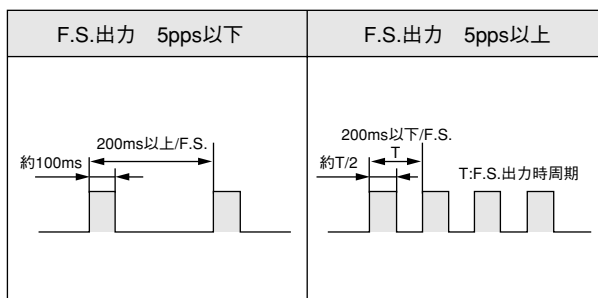 F.S.出力　5pps以下
F.S.出力　5pps以上
200ms以上/F.S.
約100ms
200ms以下/F.S.
T
約T/2
T:F.S.出力時周期